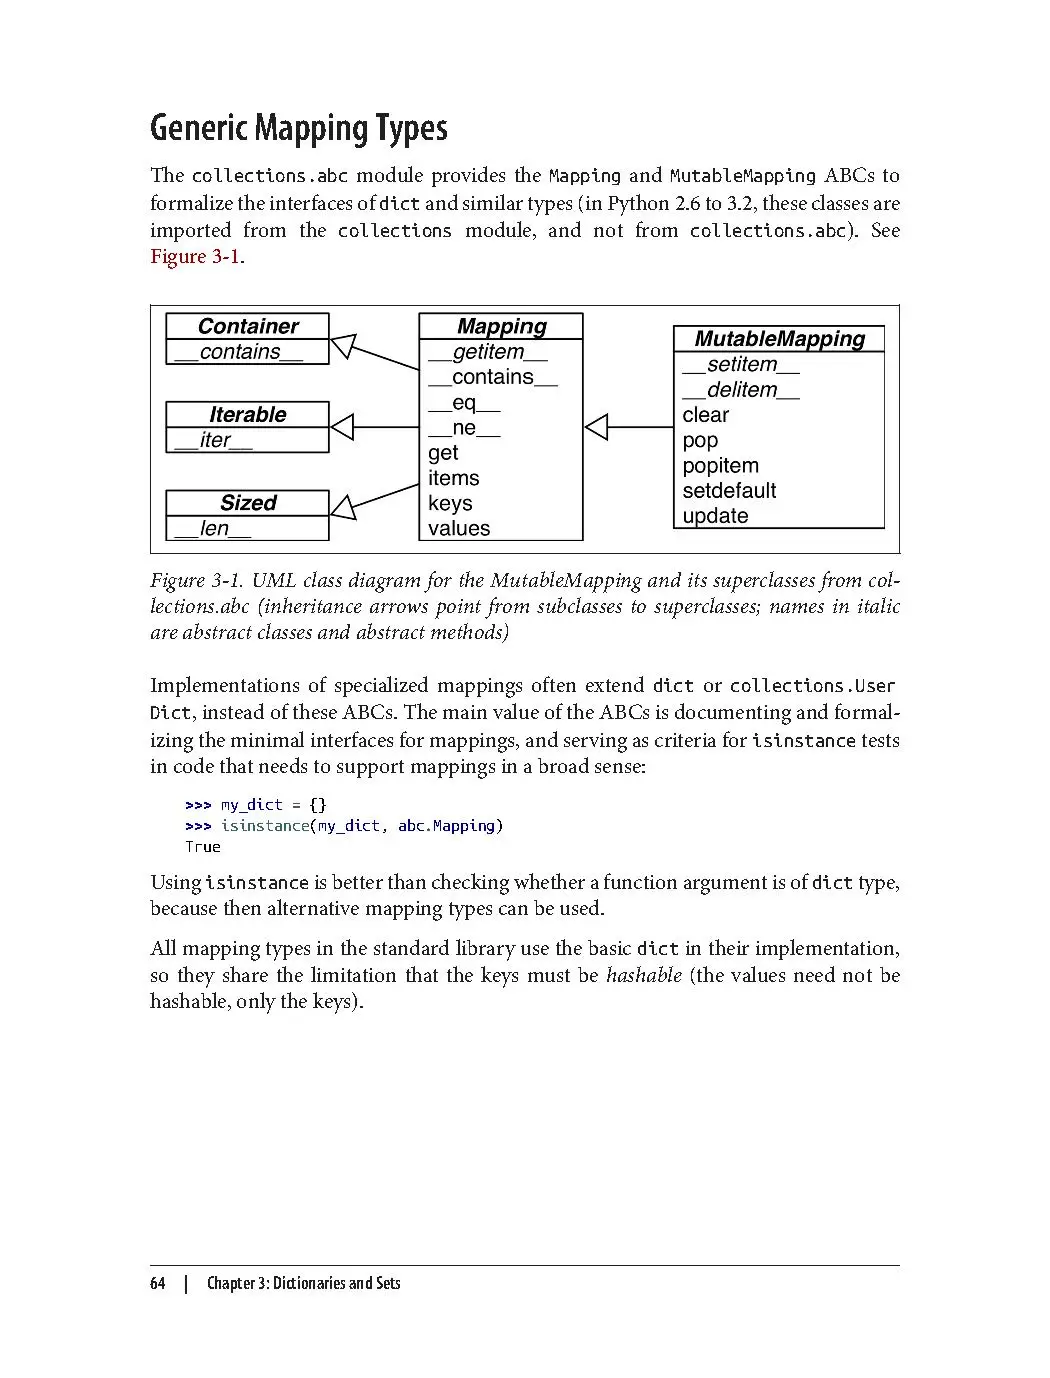 Generic Mapping Types
The collections.abc module provides the Mapping and MutableMapping ABCs to
formalize the interfaces of dict and similar types (in Python 2.6 to 3.2, these classes are
imported from the collections module, and not from collections.abc). See
Figure 3-1.
Container
__contains__
Iterable
__iter__
Sized
__len__
Mapping
__getitem__
__contains__
__eq__
__ne__
get
items
keys
values
MutableMapping
__setitem__
__delitem__
clear
pop
popitem
setdefault
update
Figure 3-1. UML class diagram for the MutableMapping and its superclasses from col-
lections.abc (inheritance arrows point from subclasses to superclasses; names in italic
are abstract classes and abstract methods)
Implementations of specialized mappings often extend dict or collections.User
Dict, instead of these ABCs. The main value of the ABCs is documenting and formal-
izing the minimal interfaces for mappings, and serving as criteria for isinstance tests
in code that needs to support mappings in a broad sense:
>>> my_dict = {}
>>> isinstance(my_dict, abc.Mapping)
True
Using isinstance is better than checking whether a function argument is of dict type,
because then alternative mapping types can be used.
All mapping types in the standard library use the basic dict in their implementation,
so they share the limitation that the keys must be hashable (the values need not be
hashable, only the keys).
64 | Chapter 3: Dictionaries and Sets